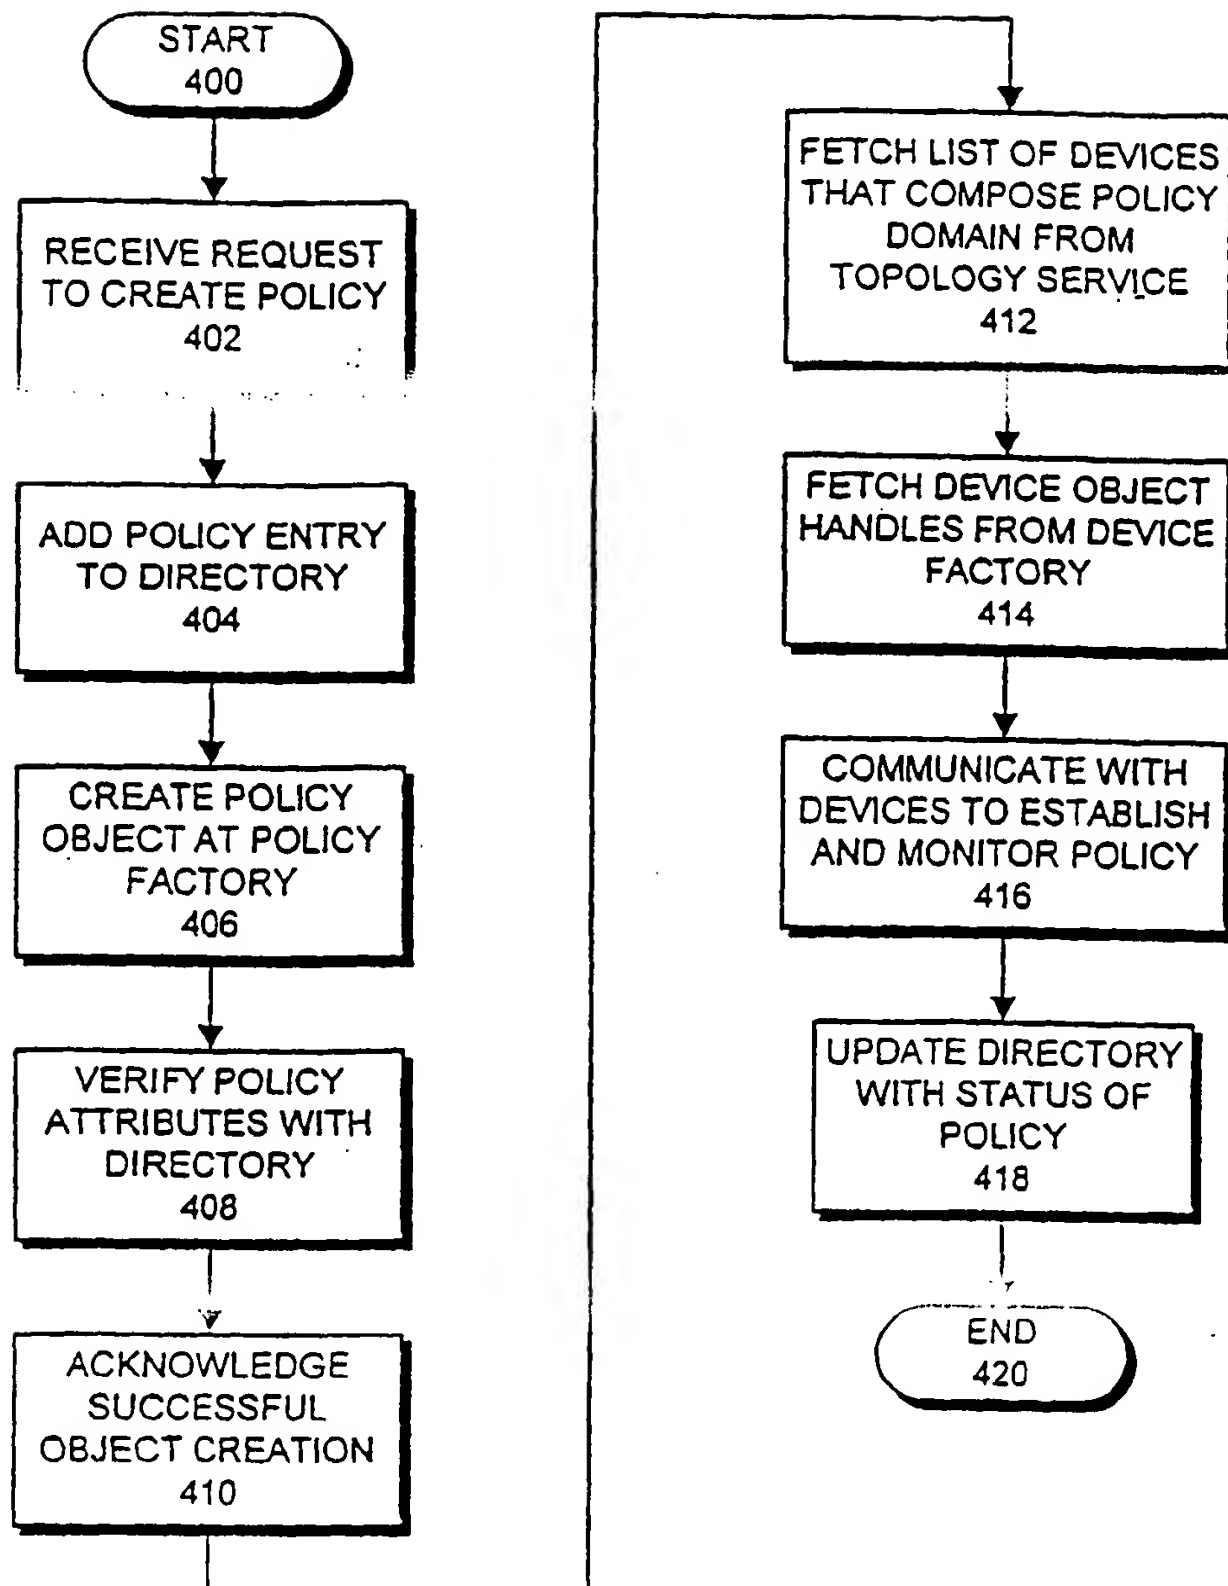 START
400
RECEIVE REQUEST
TO CREATE POLICY
402
ADD POLICY ENTRY
TO DIRECTORY
404
CREATE POLICY
OBJECT AT POLICY
FACTORY
406
VERIFY POLICY
ATTRIBUTES WITH
DIRECTORY
408
ACKNOWLEDGE
SUCCESSFUL
OBJECT CREATION
410
FETCH LIST OF DEVICES
THAT COMPOSE POLICY
DOMAIN FROM
TOPOLOGY SERVICE
412
FETCH DEVICE OBJECT
HANDLES FROM DEVICE
FACTORY
414
COMMUNICATE WITH
DEVICES TO ESTABLISH
AND MONITOR POLICY
416
UPDATE DIRECTORY
WITH STATUS OF
POLICY
418
END
420